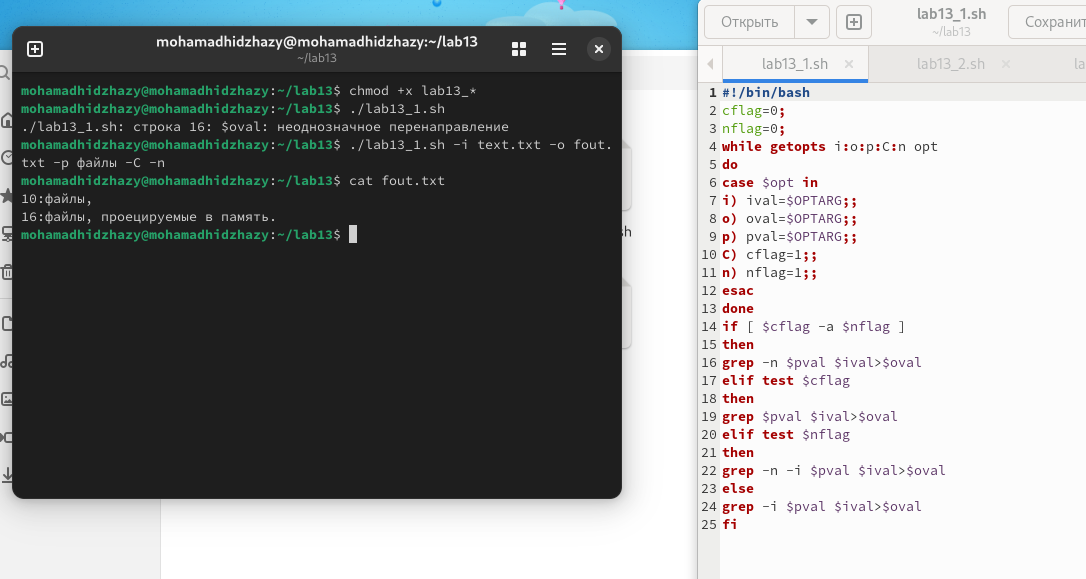 mohamadhidzhazy@mohamadhidzhazy:~/lab13
~/lab13
mohamadhidzhazy@mohamadhidzhazy:~/lab13$ chmod +x lab13_*
mohamadhidzhazy@mohamadhidzhazy:~/lab13$ ./lab13_1.sh
./lab13_1.sh: строка 16: $oval: неоднозначное перенаправление
mohamadhidzhazy@mohamadhidzhazy:~/lab13$ ./lab13_1.sh -i text.txt -o fout.
txt -p файлы -C -n
mohamadhidzhazy@mohamadhidzhazy:~/lab13$ cat fout.txt
10:файлы,
16:файлы, проецируемые в память.
mohamadhidzhazy@mohamadhidzhazy:~/lab13$
sh
Открыть
lab13_1.sh
~/lab13
Сохранит
lab13_1.sh
lab13_2.sh
la
1 #!/bin/bash
2 cflag=0;
3 nflag=0;
4 while getopts i:o:p:C:n opt
5 do
6 case $opt in
7 i) ival=$OPTARG;;
8 o) oval=$OPTARG;;
9 p) pval=$OPTARG;;
10 C) cflag=1;;
11 n) nflag=1;;
12 esac
13 done
14 if [ $cflag -a $nflag ]
15 then
16 grep -n $pval $ival>$oval
17 elif test $cflag
18 then
19 grep $pval $ival>$oval
20 elif test $nflag
21 then
22 grep -n -i $pval $ival>$oval
23 else
24 grep -i $pval $ival>$oval
25 fi